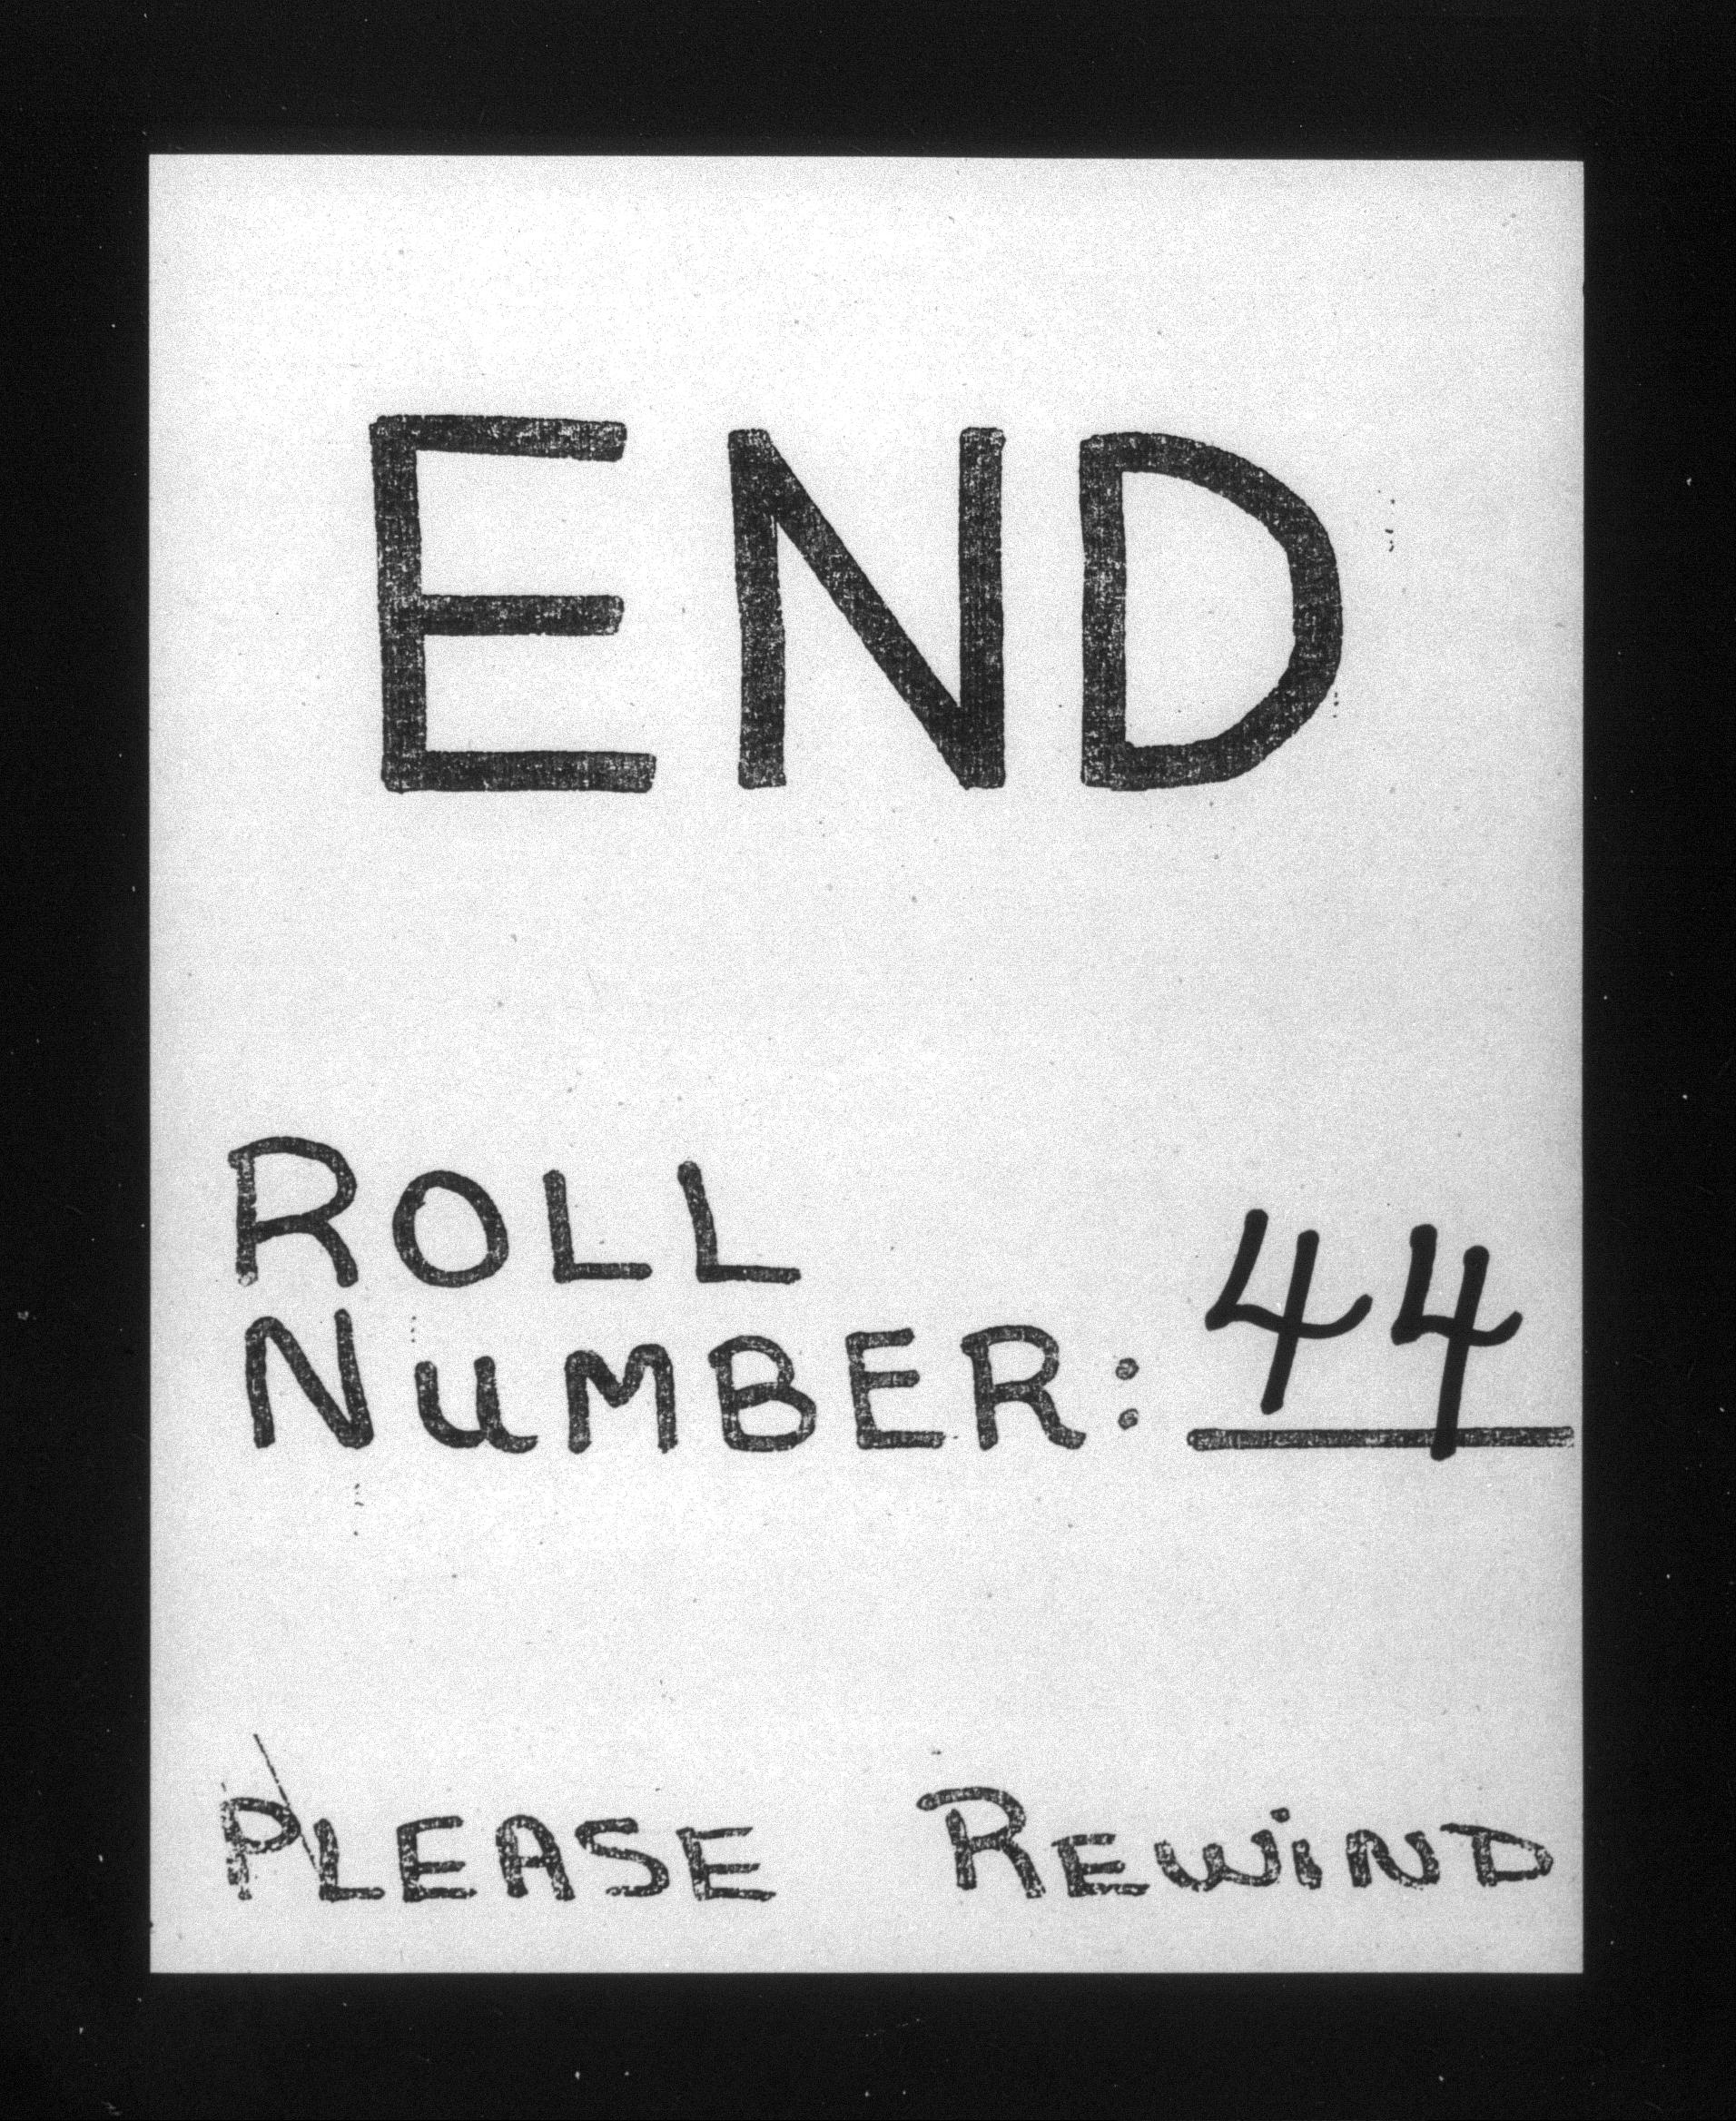 END
ROLL
NuMBER: 44
PLEASE REWiND